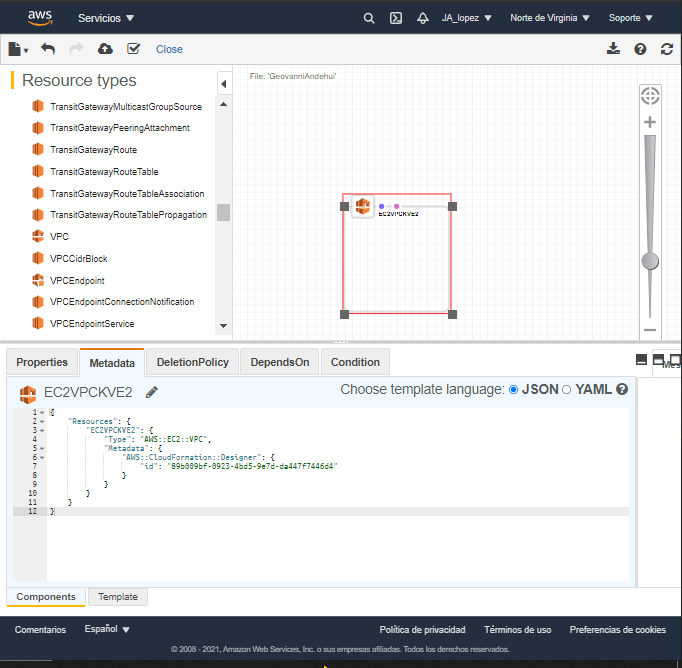 aws
Servicios
JA_lopez
Norte de Virginia
Soporte
Close
Resource types
TransitGatewayMulticastGroupSource
TransitGatewayPeeringAttachment
TransitGatewayRoute
TransitGatewayRouteTable
TransitGatewayRouteTableAssociation
TransitGatewayRouteTablePropagation
VPC
VPCCidrBlock
VPCEndpoint
VPCEndpointConnectionNotification
VPCEndpointService
File: 'GeovanniAndehui'
EC2VPCKVE2
Properties
Metadata
DeletionPolicy
DependsOn
Condition
EC2VPCKVE2
Choose template language: JSON YAML
1 {
2 "Resources": {
3 "EC2VPCKVE2": {
4 "Type": "AWS::EC2::VPC",
5 "Metadata": {
6 "AWS::CloudFormation::Designer": {
7 "id": "89b009bf-0923-4bd5-9e7d-da447f7446d4"
8 }
9 }
10 }
11 }
12 }
Components
Template
Comentarios
Español
Política de privacidad
Términos de uso
Preferencias de cookies
© 2008 - 2021, Amazon Web Services, Inc. o sus empresas afiliadas. Todos los derechos reservados.